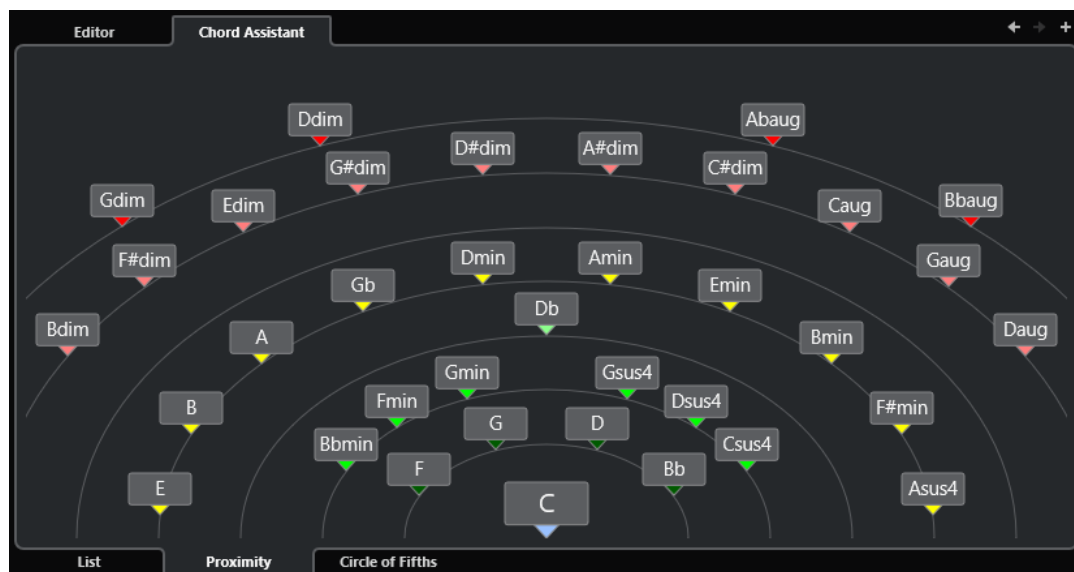 Editor
Chord Assistant
Ddim
Abaug
D#dim
A#dim
G#dim
C#dim
Gdim
Edim
Caug
Bbaug
F#dim
Dmin
Amin
Gaug
Gb
Emin
Db
Bdim
A
Bmin
Daug
Gmin
Gsus4
Fmin
Dsus4
B
F#min
G
D
Bbmin
Csus4
F
Bb
E
Asus4
C
List
Proximity
Circle of Fifths